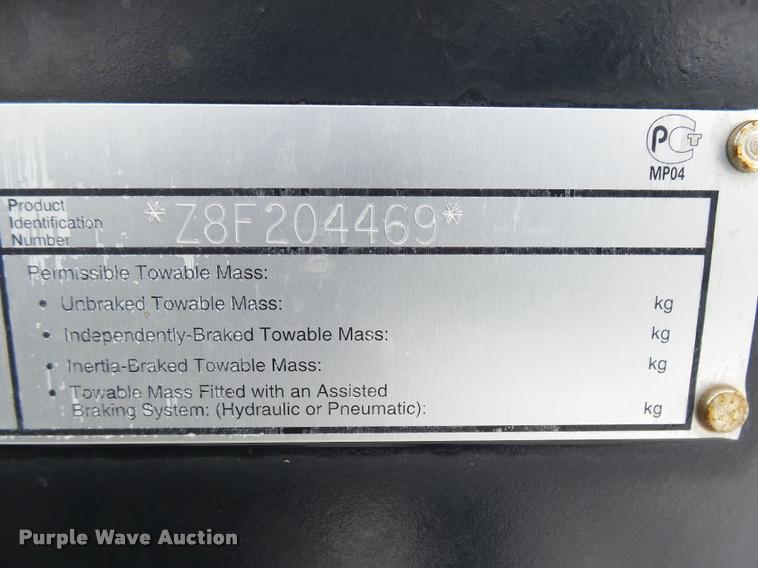 PCT
MP04
Product
Identification
Number
*Z8F204469*
Permissible Towable Mass:
• Unbraked Towable Mass: kg
• Independently-Braked Towable Mass: kg
• Inertia-Braked Towable Mass: kg
• Towable Mass Fitted with an Assisted
Braking System: (Hydraulic or Pneumatic): kg
Purple Wave Auction